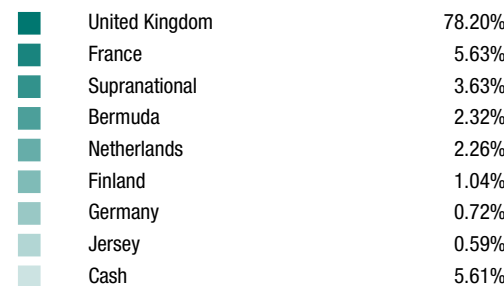 United Kingdom 78.20%
France 5.63%
Supranational 3.63%
Bermuda 2.32%
Netherlands 2.26%
Finland 1.04%
Germany 0.72%
Jersey 0.59%
Cash 5.61%